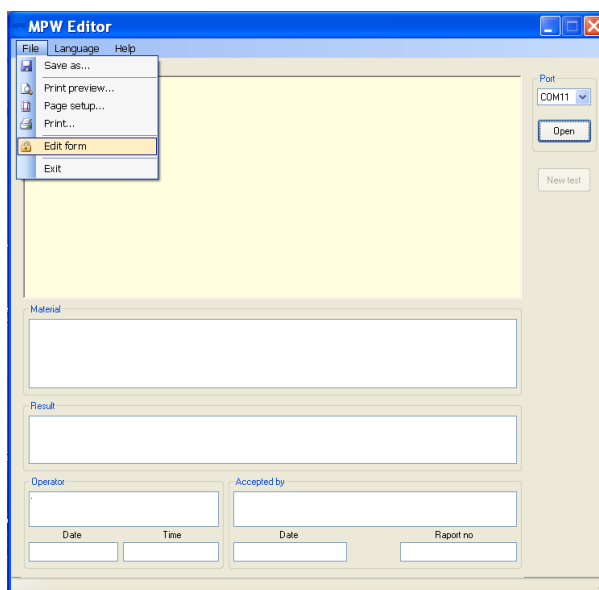 MPW Editor
File Language Help
Save as...
Print preview...
Page setup...
Print...
Edit form
Exit
Port
COM11
Open
New test
Material
Result
Operator
Accepted by
.
Date Time Date Raport no